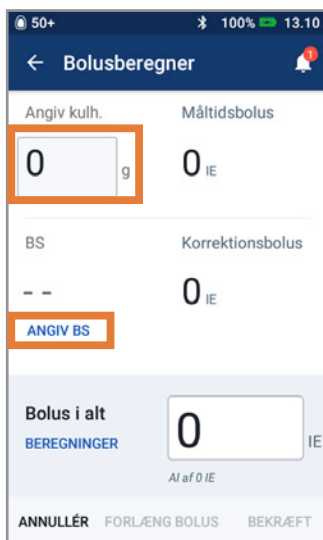 50+ 100% 13.10
Bolusberegner
1
Angiv kulh. Måltidsbolus
0 g 0 IE
BS Korrektionsbolus
-- 0 IE
ANGIV BS
Bolus i alt
BEREGNINGER 0 IE
AI af 0 IE
ANNULLÉR FORLÆNG BOLUS BEKRÆFT